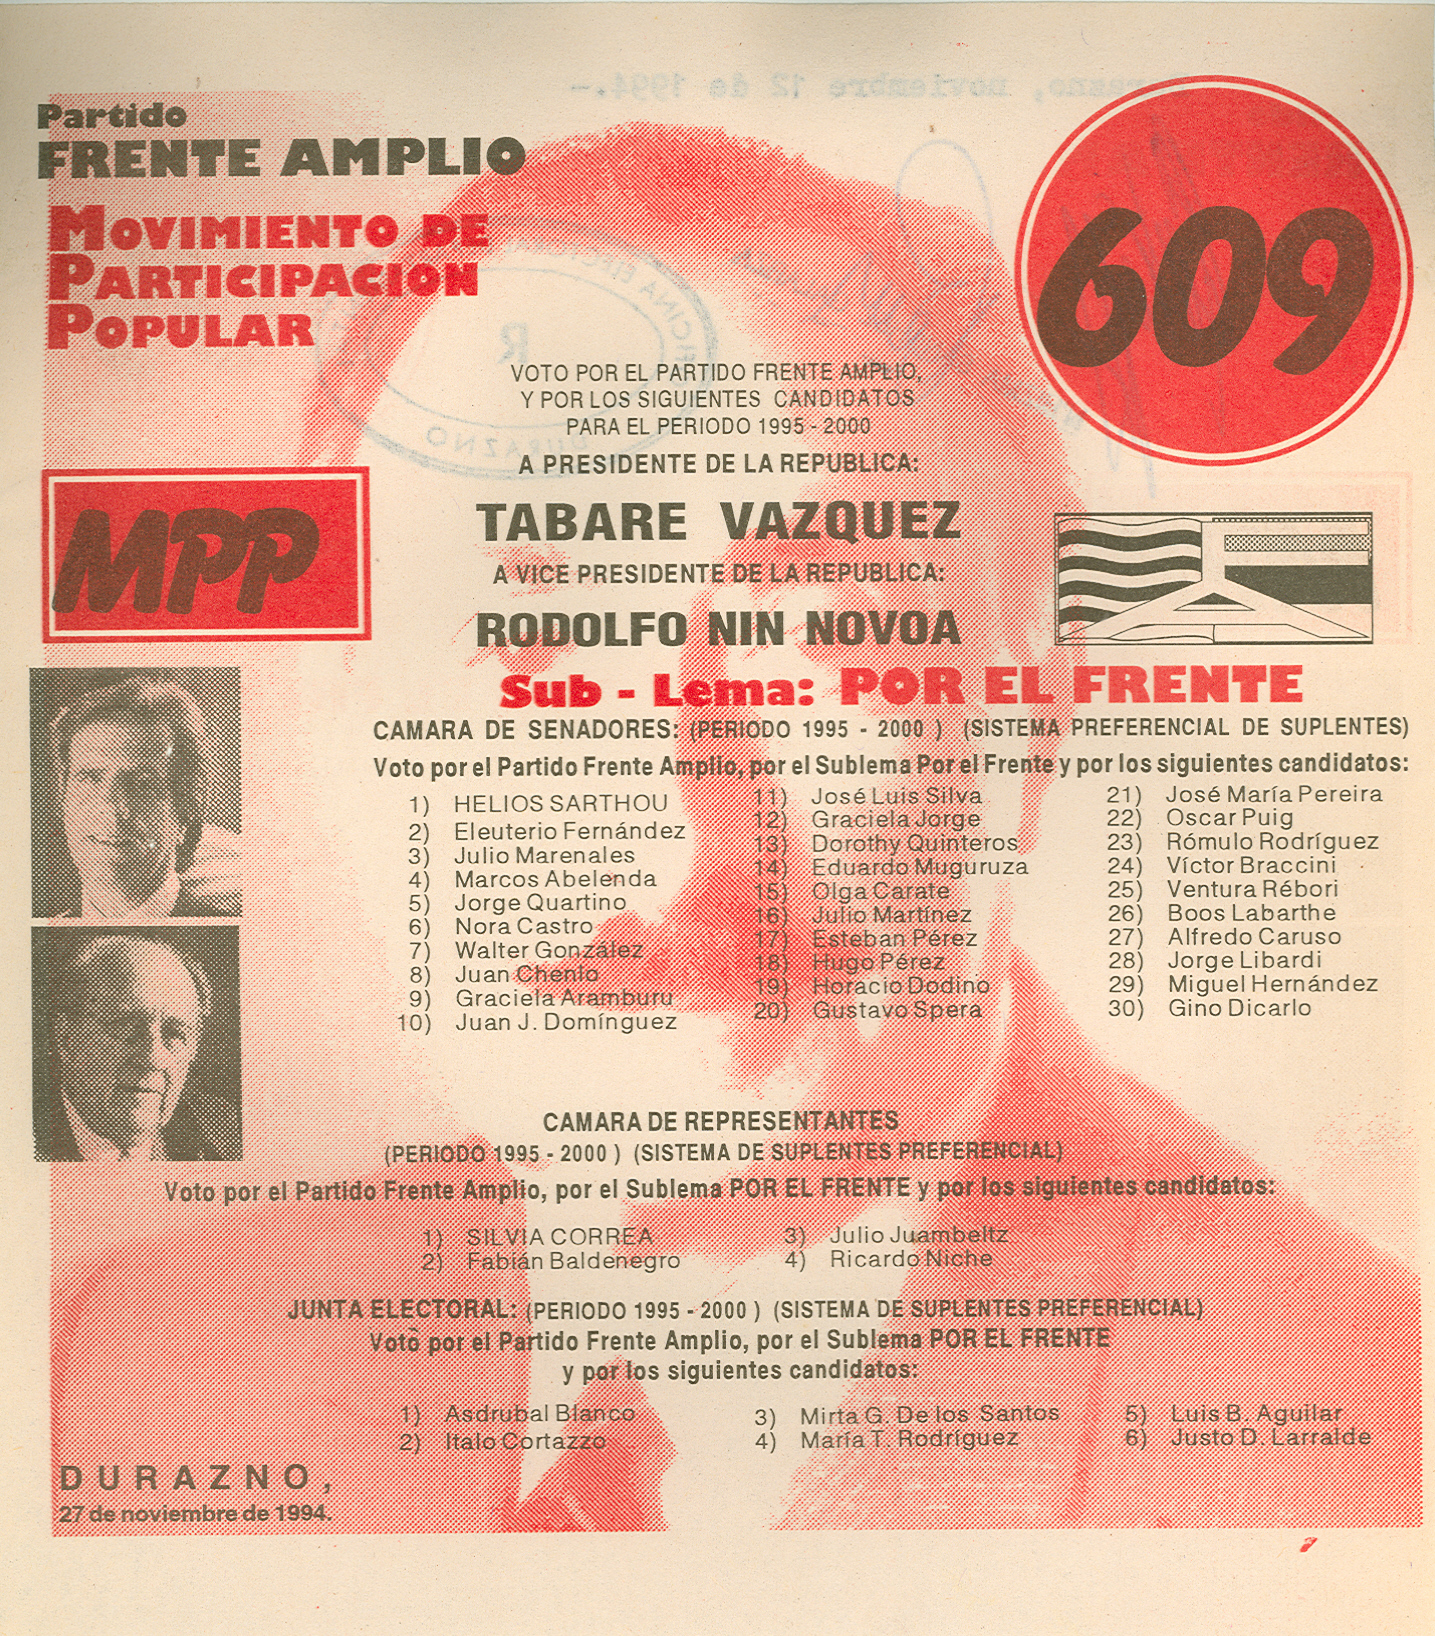 Durazno, noviembre 12 de 1994.-
Partido
FRENTE AMPLIO
MOVIMIENTO DE
PARTICIPACION
POPULAR
609
OFICINA ELECTORAL
R
DURAZNO
VOTO POR EL PARTIDO FRENTE AMPLIO,
Y POR LOS SIGUIENTES CANDIDATOS
PARA EL PERIODO 1995 - 2000
A PRESIDENTE DE LA REPUBLICA:
MPP
TABARE VAZQUEZ
A VICE PRESIDENTE DE LA REPUBLICA:
RODOLFO NIN NOVOA
Sub - Lema: POR EL FRENTE
CAMARA DE SENADORES: (PERIODO 1995 - 2000 ) (SISTEMA PREFERENCIAL DE SUPLENTES)
Voto por el Partido Frente Amplio, por el Sublema Por el Frente y por los siguientes candidatos:
1) HELIOS SARTHOU
2) Eleuterio Fernández
3) Julio Marenales
4) Marcos Abelenda
5) Jorge Quartino
6) Nora Castro
7) Walter González
8) Juan Chenlo
9) Graciela Aramburu
10) Juan J. Domínguez
11) José Luis Silva
12) Graciela Jorge
13) Dorothy Quinteros
14) Eduardo Muguruza
15) Olga Carate
16) Julio Martínez
17) Esteban Pérez
18) Hugo Pérez
19) Horacio Dodino
20) Gustavo Spera
21) José María Pereira
22) Oscar Puig
23) Rómulo Rodríguez
24) Víctor Braccini
25) Ventura Rébori
26) Boos Labarthe
27) Alfredo Caruso
28) Jorge Libardi
29) Miguel Hernández
30) Gino Dicarlo
CAMARA DE REPRESENTANTES
(PERIODO 1995 - 2000 ) (SISTEMA DE SUPLENTES PREFERENCIAL)
Voto por el Partido Frente Amplio, por el Sublema POR EL FRENTE y por los siguientes candidatos:
1) SILVIA CORREA
2) Fabián Baldenegro
3) Julio Juambeltz
4) Ricardo Niche
JUNTA ELECTORAL: (PERIODO 1995 - 2000 ) (SISTEMA DE SUPLENTES PREFERENCIAL)
Voto por el Partido Frente Amplio, por el Sublema POR EL FRENTE
y por los siguientes candidatos:
1) Asdrubal Blanco
2) Italo Cortazzo
3) Mirta G. De los Santos
4) María T. Rodríguez
5) Luis B. Aguilar
6) Justo D. Larralde
DURAZNO,
27 de noviembre de 1994.